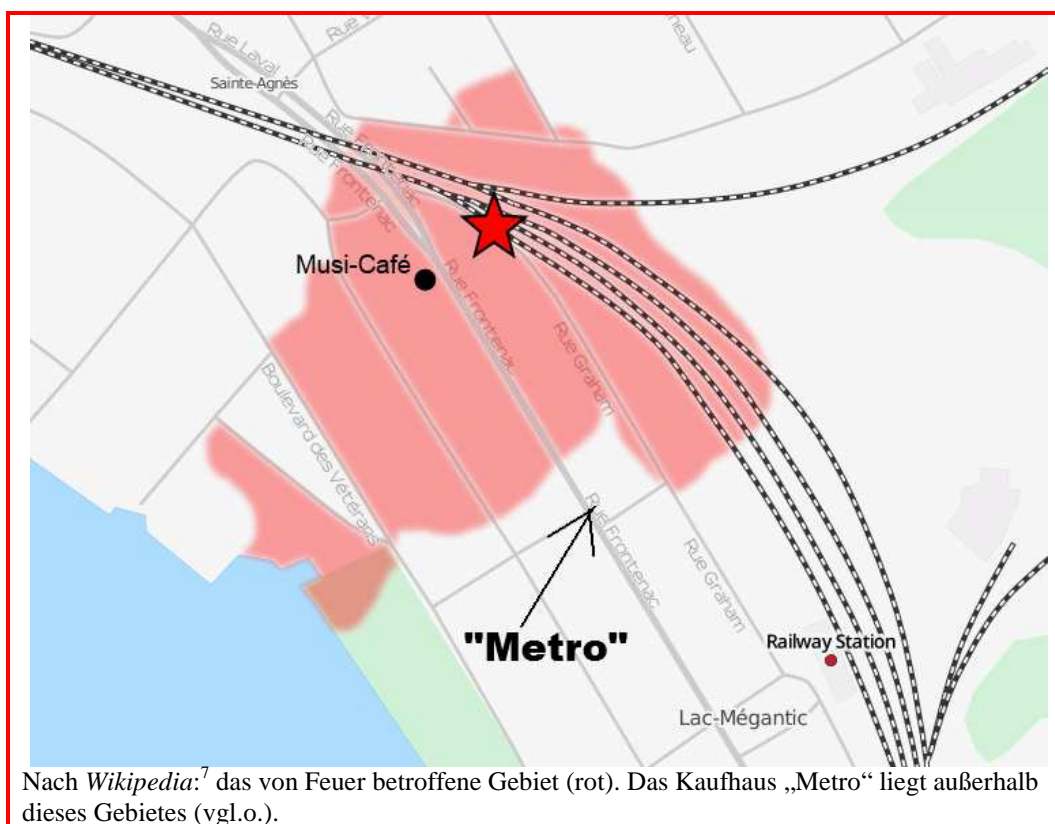 Rue Laval
Rue
neau
Sainte-Agnès
Rue Frontenac
Rue Frontenac
Musi-Café
Rue Frontenac
Rue Graham
Boulevard des Vétérans
Rue Frontenac
Rue Graham
"Metro"
Railway Station
Lac-Mégantic
Nach Wikipedia:⁷ das von Feuer betroffene Gebiet (rot). Das Kaufhaus „Metro“ liegt außerhalb
dieses Gebietes (vgl.o.).